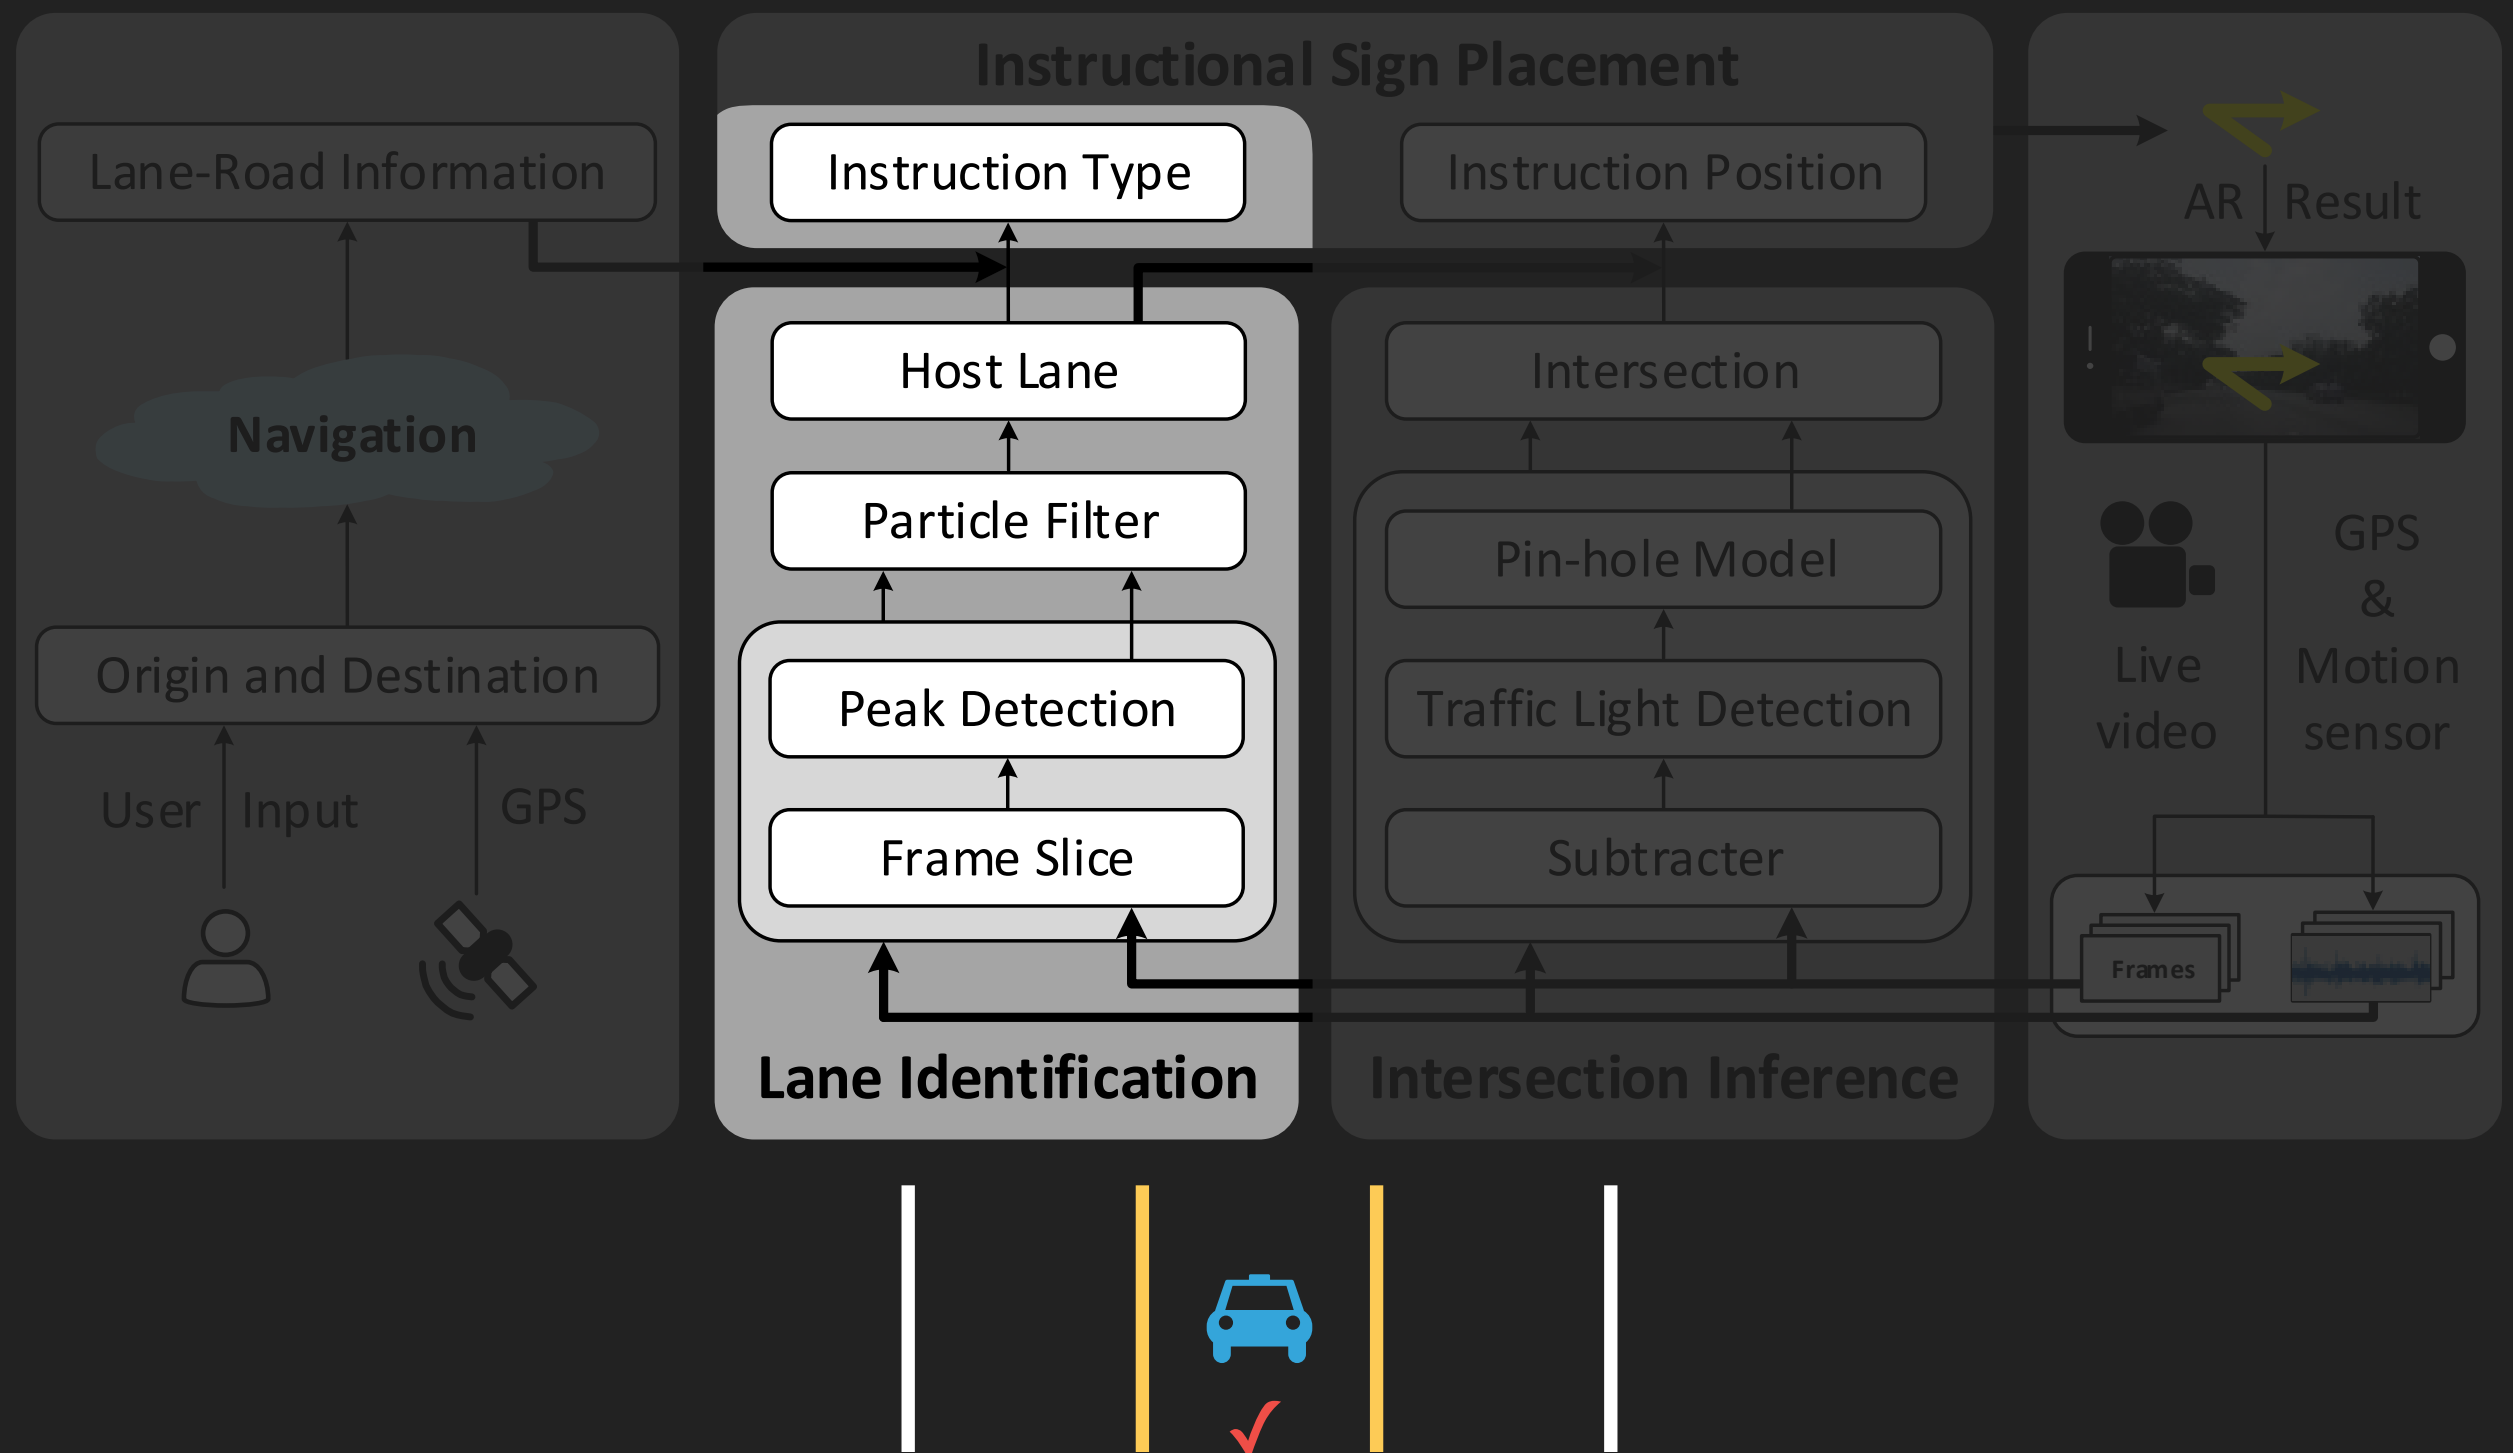 Instructional Sign Placement
Lane-Road Information
Instruction Type
Instruction Position
AR Result
Navigation
Host Lane
Intersection
Particle Filter
Pin-hole Model
GPS
&
Motion
sensor
Live
video
Origin and Destination
Peak Detection
Traffic Light Detection
User Input
GPS
Frame Slice
Subtracter
Frames
Lane Identification
Intersection Inference